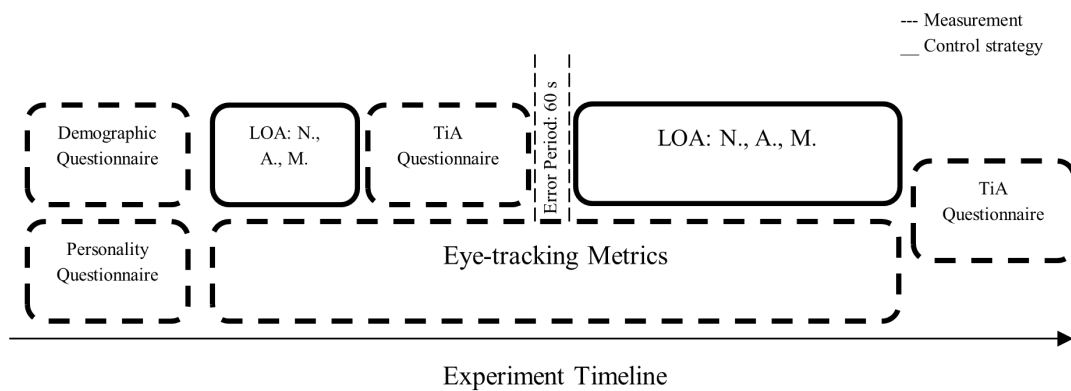 --- Measurement
__ Control strategy
Demographic
Questionnaire
LOA: N.,
A., M.
TiA
Questionnaire
Error Period: 60 s
LOA: N., A., M.
TiA
Questionnaire
Personality
Questionnaire
Eye-tracking Metrics
Experiment Timeline